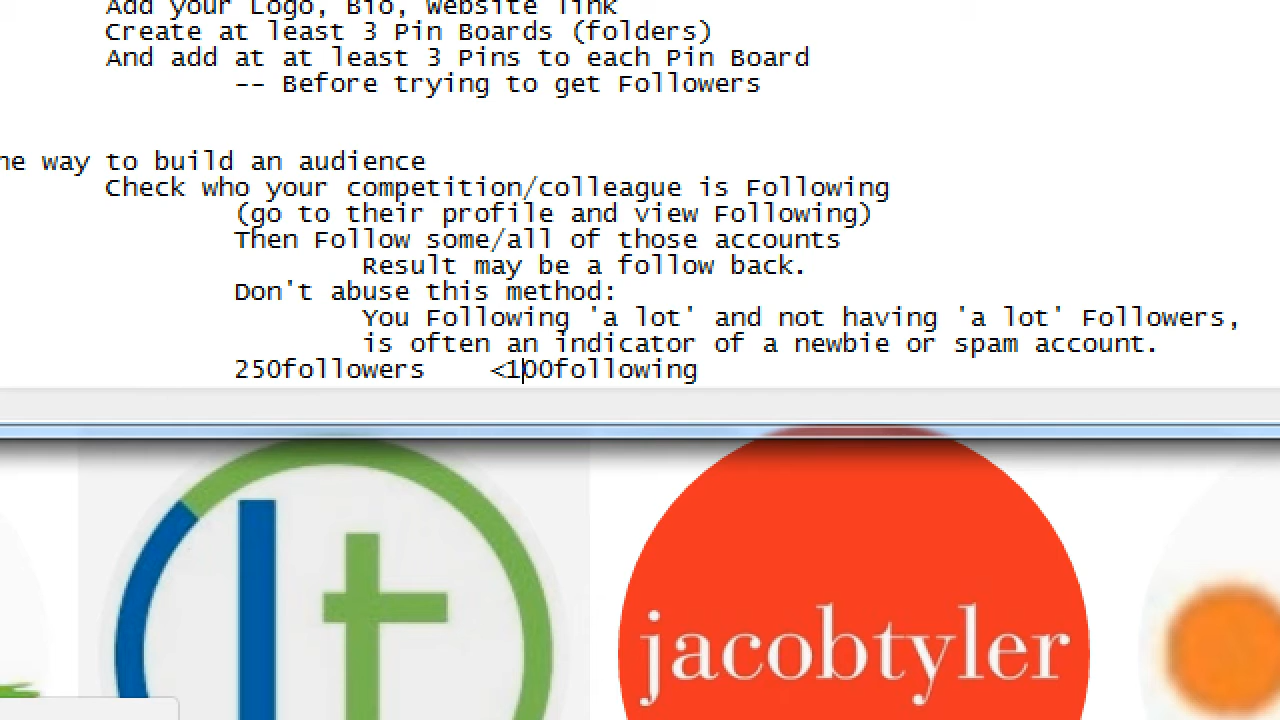 Add your Logo, Bio, Website link
Create at least 3 Pin Boards (folders)
And add at at least 3 Pins to each Pin Board
-- Before trying to get Followers
way to build an audience
Check who your competition/colleague is Following
(go to their profile and view Following)
Then Follow some/all of those accounts
Result may be a follow back.
Don't abuse this method:
You Following 'a lot' and not having 'a lot' Followers,
is often an indicator of a newbie or spam account.
250followers <100following
lt
jacobtyler